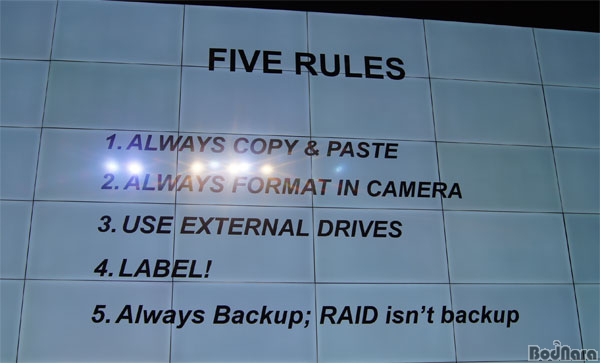 FIVE RULES
1. ALWAYS COPY & PASTE
2. ALWAYS FORMAT IN CAMERA
3. USE EXTERNAL DRIVES
4. LABEL!
5. Always Backup; RAID isn't backup
BodNara